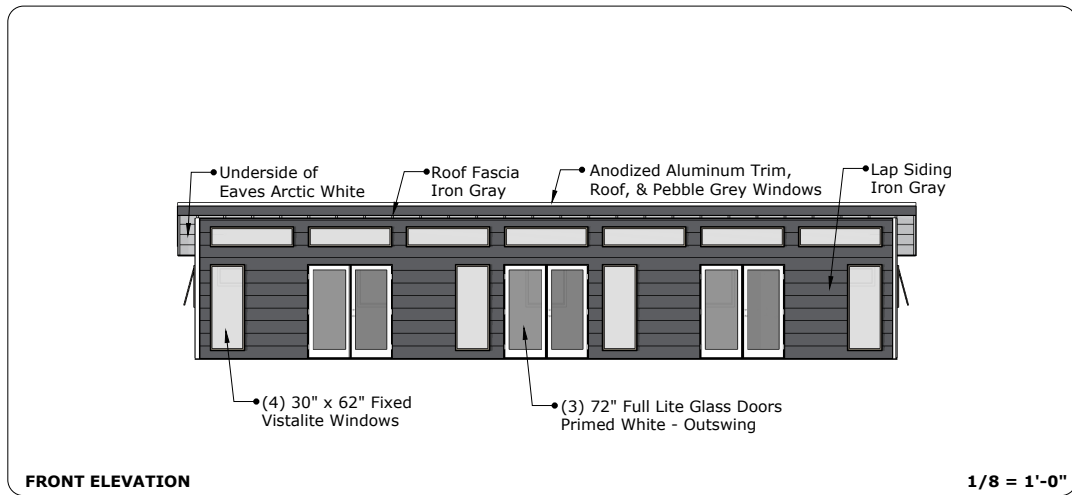 Underside of
Eaves Arctic White
Roof Fascia
Iron Gray
Anodized Aluminum Trim,
Roof, & Pebble Grey Windows
Lap Siding
Iron Gray
(4) 30" x 62" Fixed
Vistalite Windows
(3) 72" Full Lite Glass Doors
Primed White - Outswing
FRONT ELEVATION
1/8 = 1'-0"